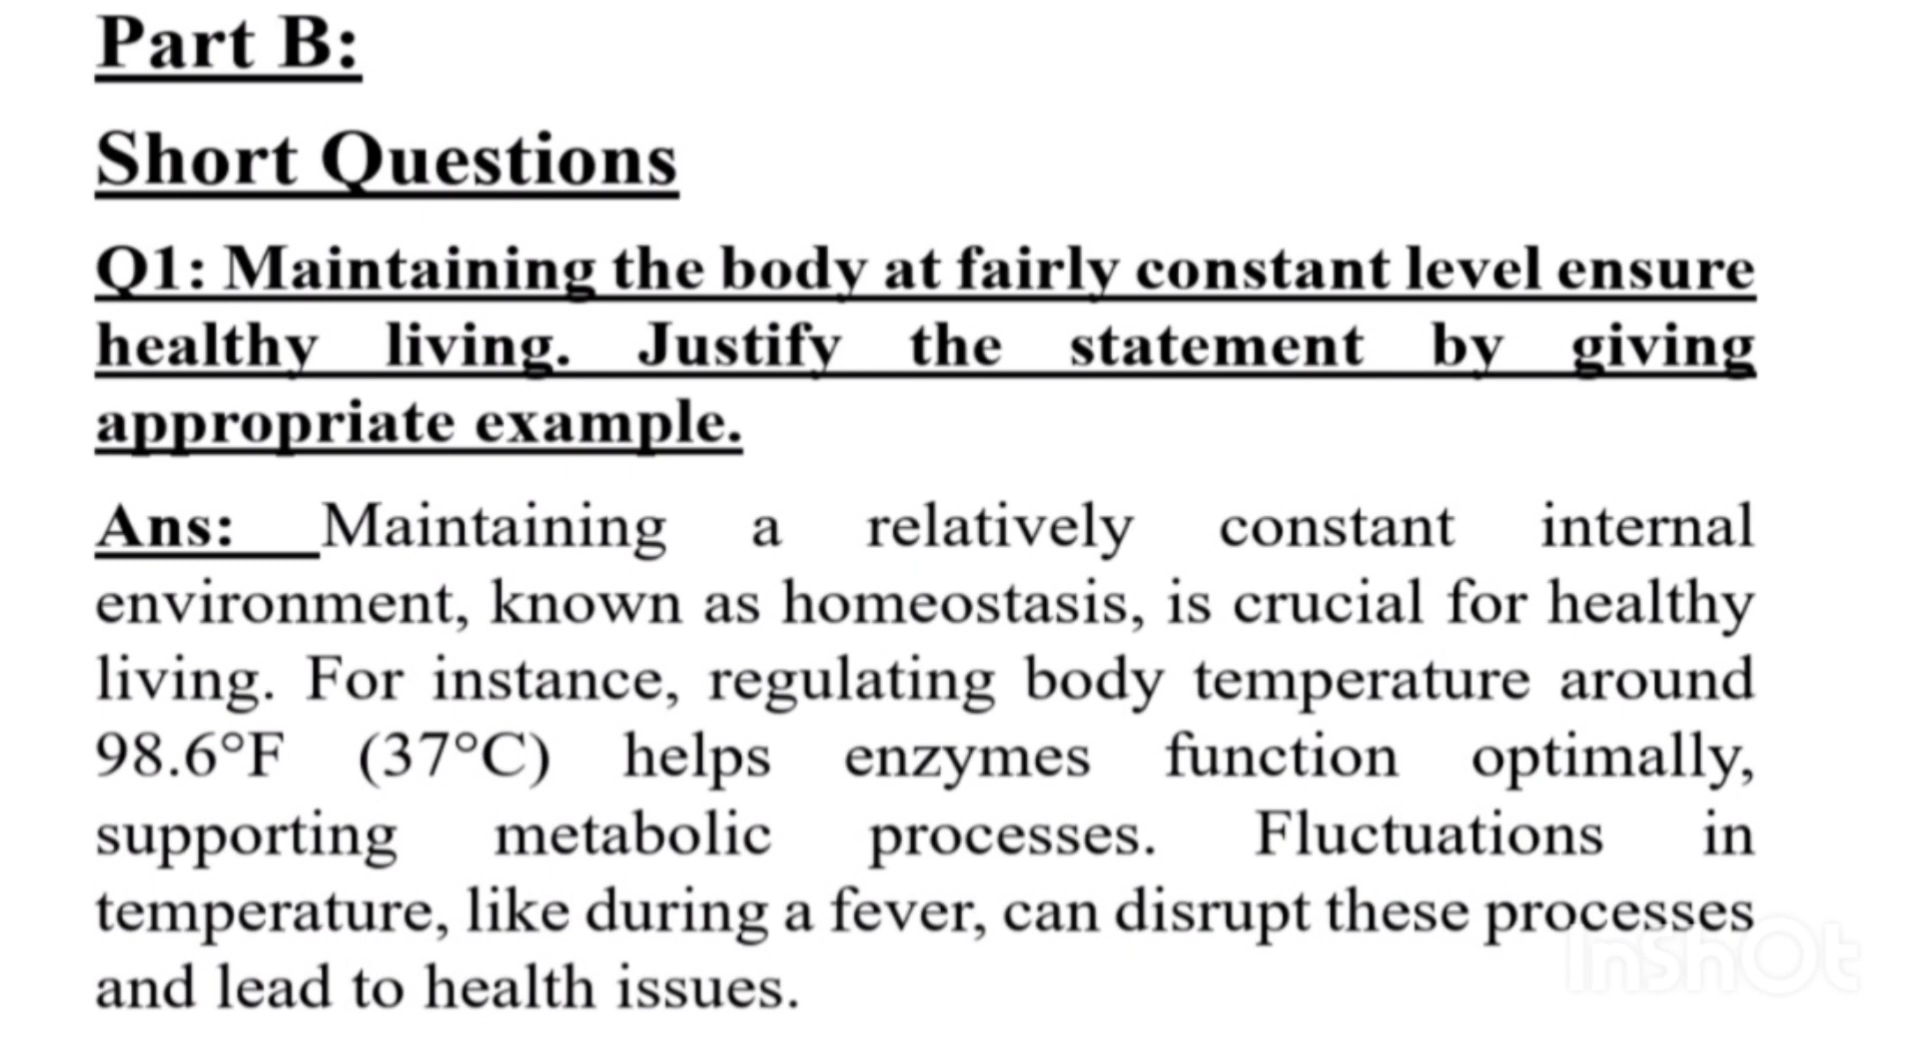 Part B:
Short Questions
Q1: Maintaining the body at fairly constant level ensure
healthy living. Justify the statement by giving
appropriate example.
Ans: Maintaining a relatively constant internal
environment, known as homeostasis, is crucial for healthy
living. For instance, regulating body temperature around
98.6°F (37°C) helps enzymes function optimally,
supporting metabolic processes. Fluctuations in
temperature, like during a fever, can disrupt these processes
and lead to health issues.
InShOt